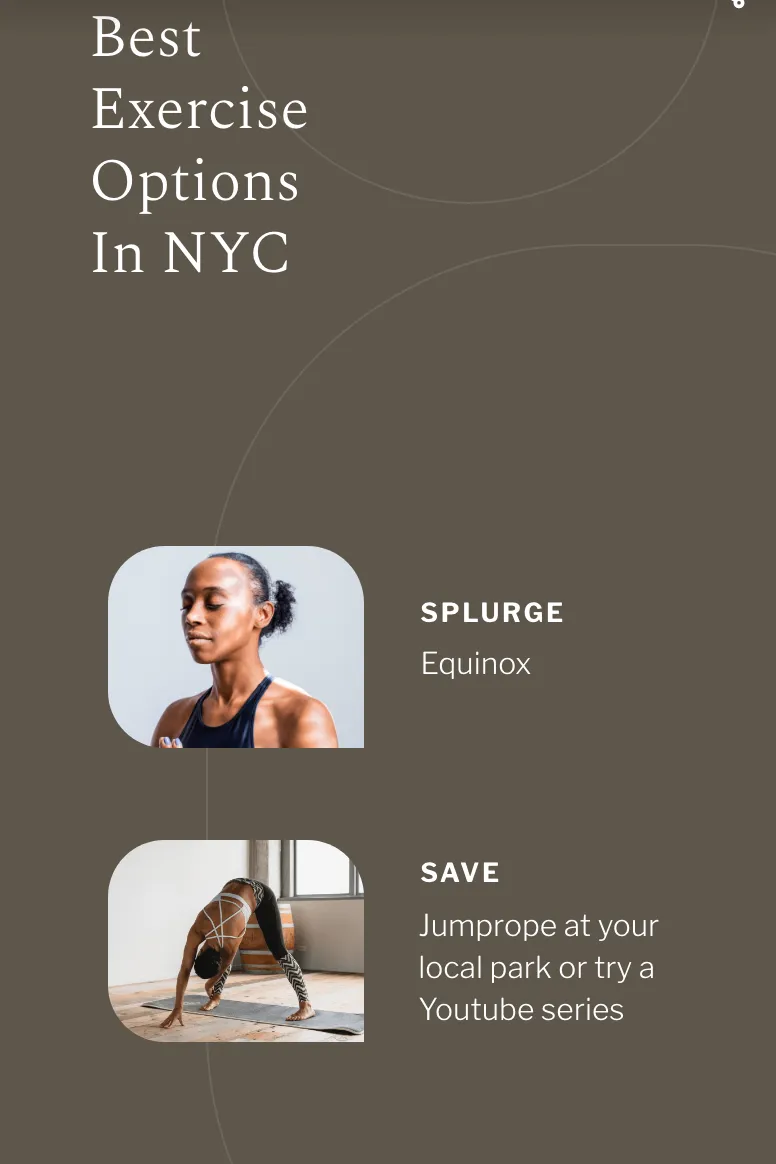 Best
Exercise
Options
In NYC
SPLURGE
Equinox
SAVE
Jumprope at your
local park or try a
Youtube series